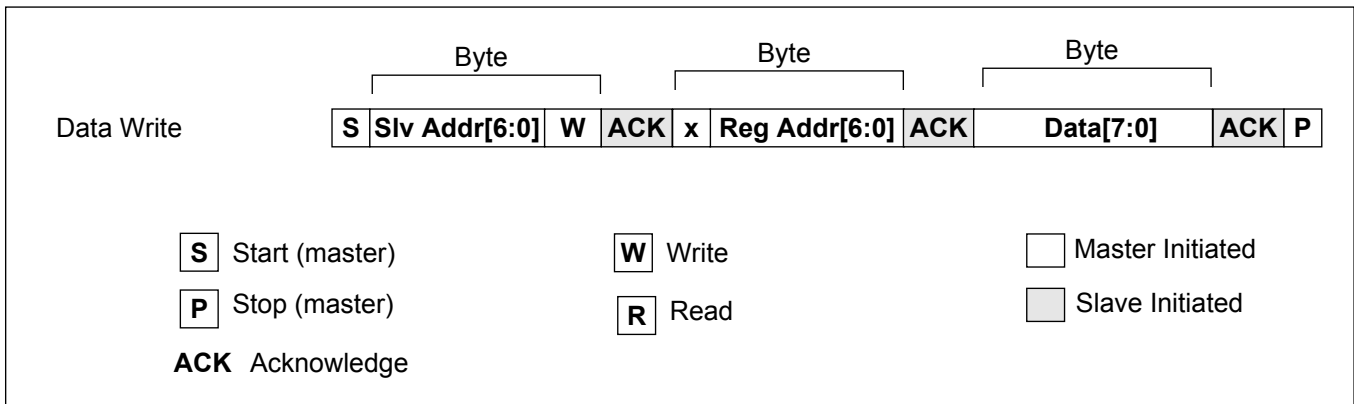 Byte Byte Byte
Data Write S Slv Addr[6:0] W ACK x Reg Addr[6:0] ACK Data[7:0] ACK P
S Start (master) W Write Master Initiated
P Stop (master) R Read Slave Initiated
ACK Acknowledge